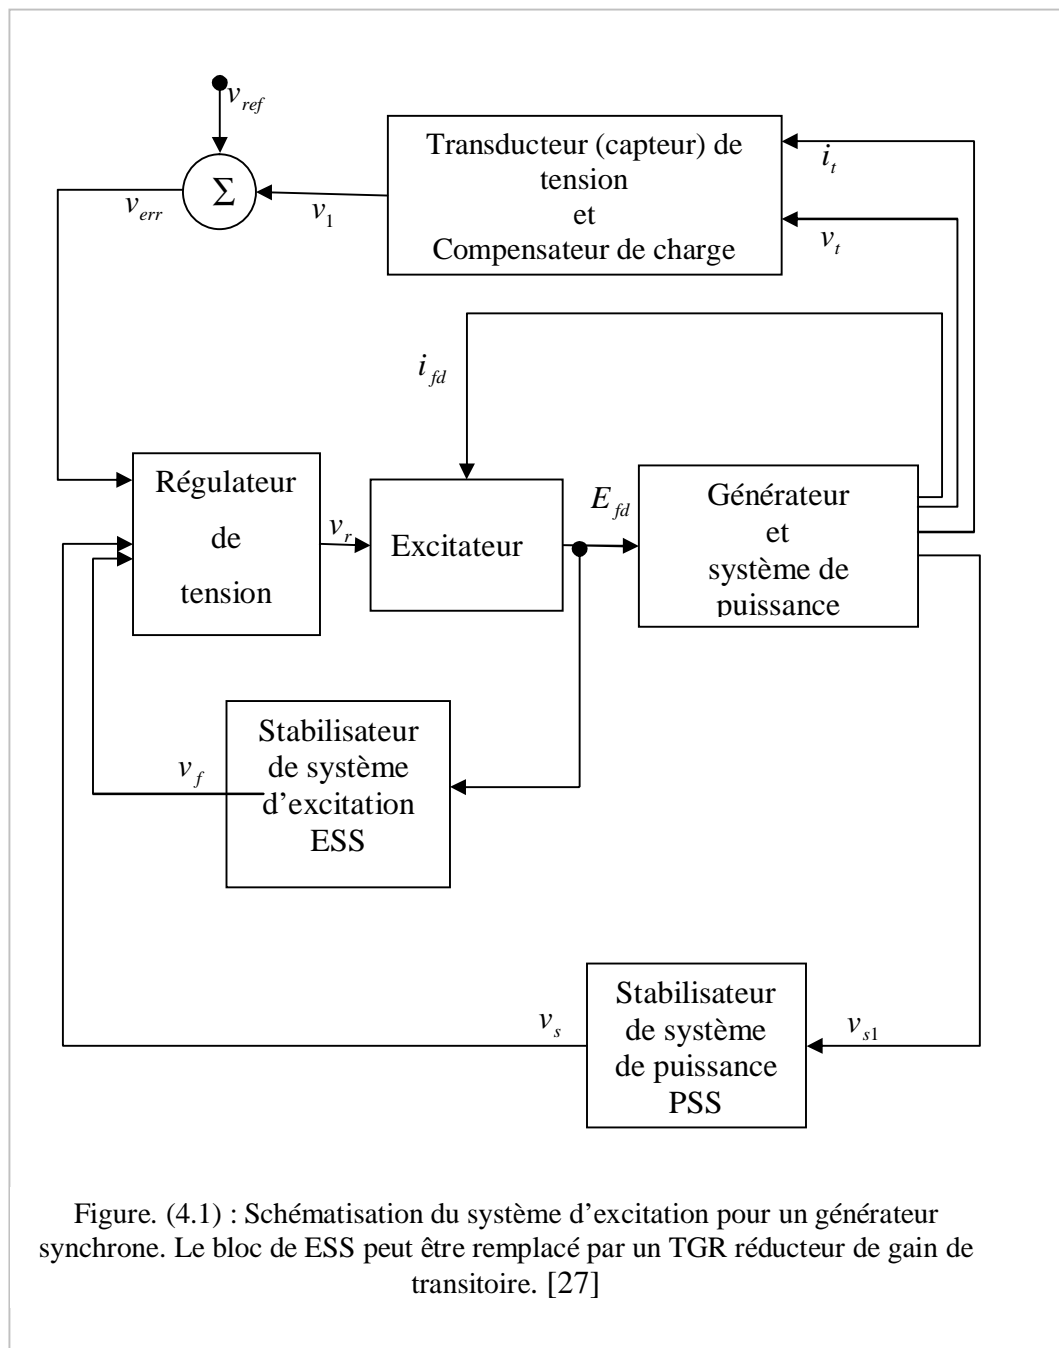 v_ref
Σ
v_err
v_1
Transducteur (capteur) de
tension
et
Compensateur de charge
i_t
v_t
i_fd
Régulateur
de
tension
v_r
Excitateur
E_fd
Générateur
et
système de
puissance
Stabilisateur
de système
d’excitation
ESS
v_f
Stabilisateur
de système
de puissance
PSS
v_s
v_s1
Figure. (4.1) : Schématisation du système d’excitation pour un générateur
synchrone. Le bloc de ESS peut être remplacé par un TGR réducteur de gain de
transitoire. [27]